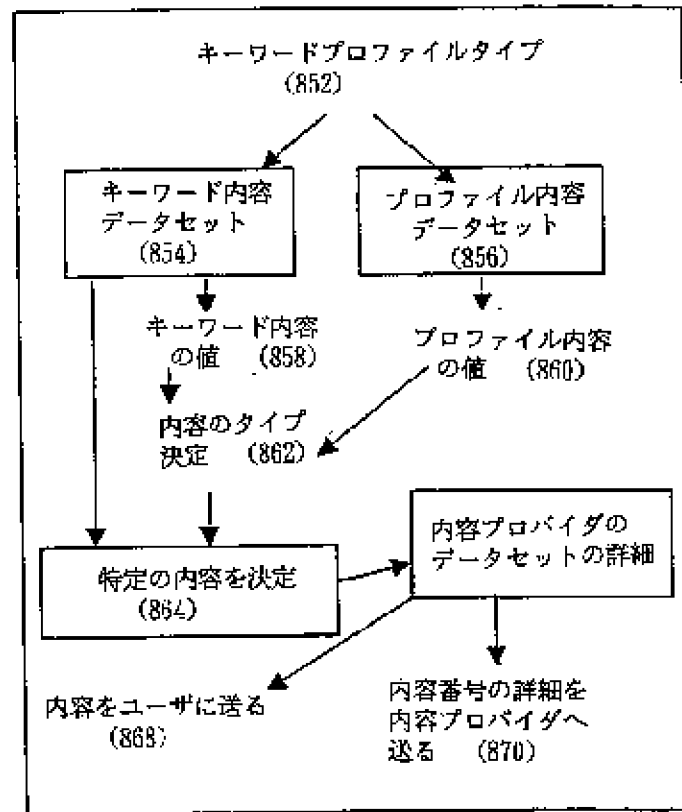 キーワードプロファイルタイプ
(852)
キーワード内容
データセット
(854)
プロファイル内容
データセット
(856)
キーワード内容
の値 (858)
プロファイル内容
の値 (860)
内容のタイプ
決定 (862)
内容プロバイダの
データセットの詳細
特定の内容を決定
(864)
内容をユーザに送る
(868)
内容番号の詳細を
内容プロバイダへ
送る (870)